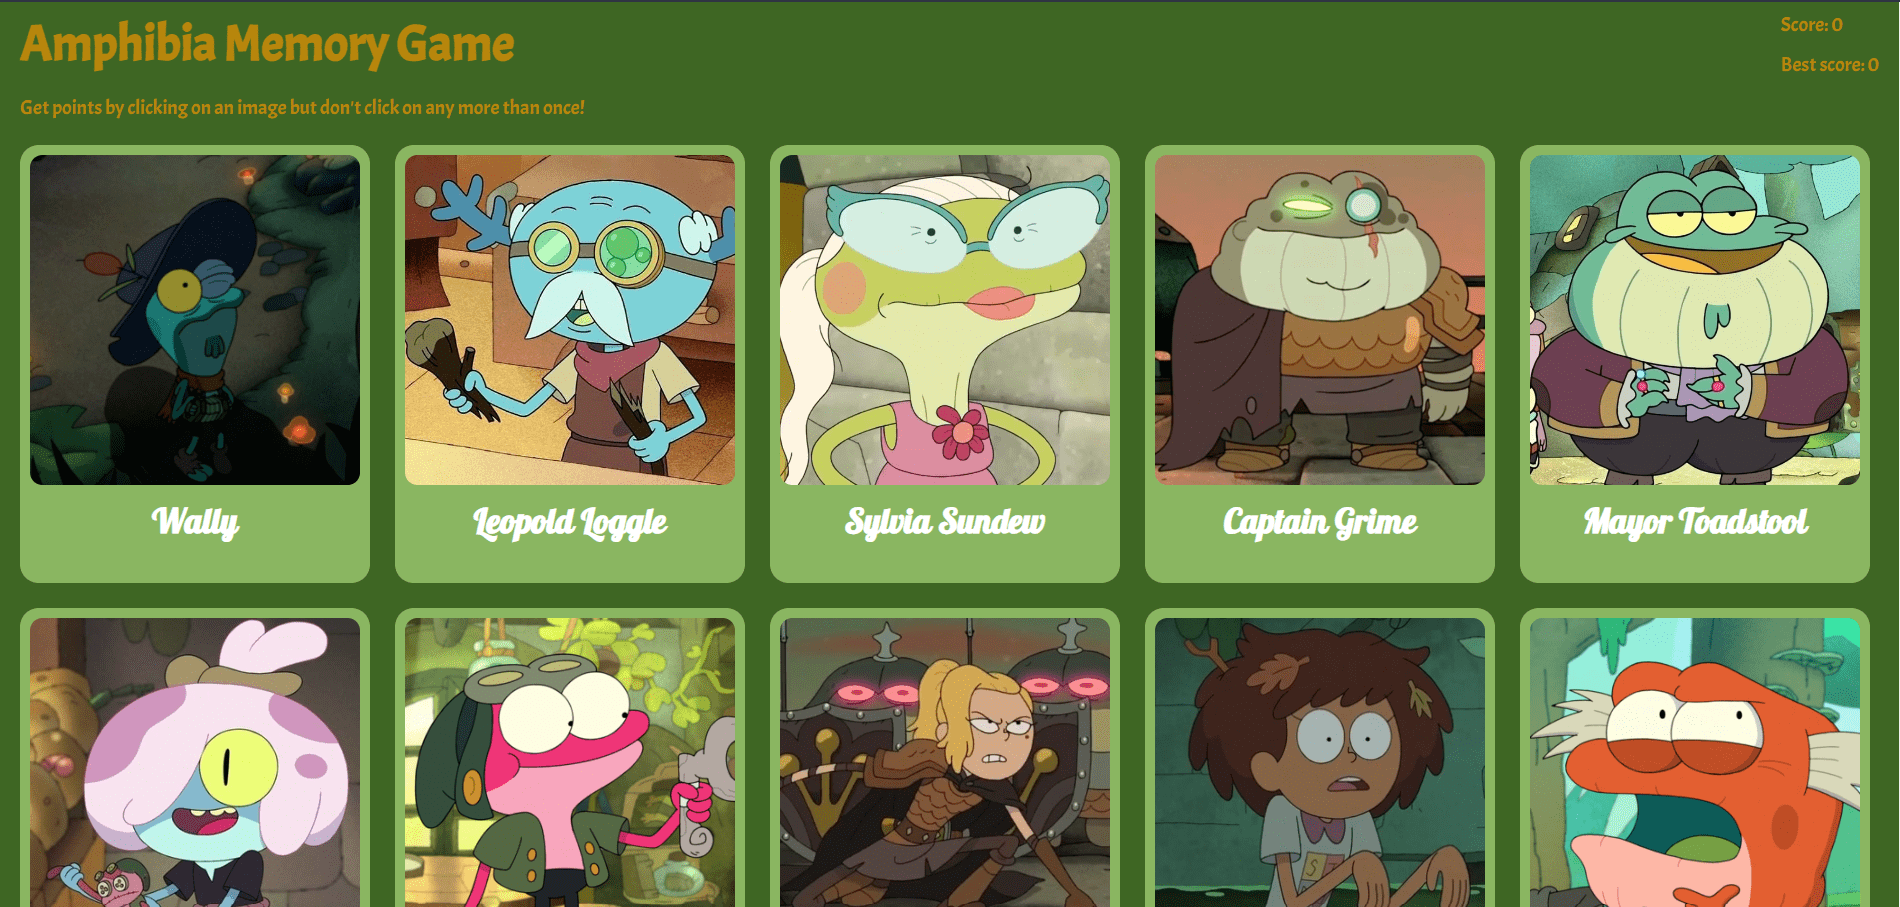 Amphibia Memory Game
Score: 0
Best score: 0
Get points by clicking on an image but don't click on any more than once!
Wally
Leopold Loggle
Sylvia Sundew
Captain Grime
Mayor Toadstool